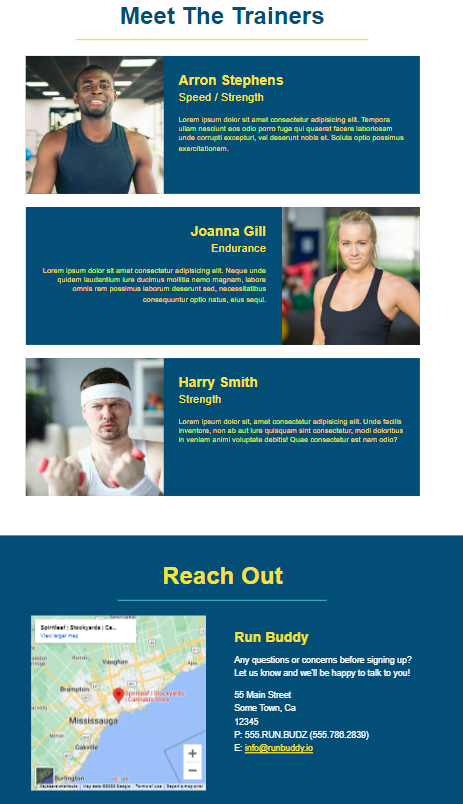 Meet The Trainers
Arron Stephens
Speed / Strength
Lorem ipsum dolor sit amet consectetur adipisicing elit. Tempora
ullam nesciunt eos odio porro fuga qui quaerat facere laboriosam
unde corrupti excepturi, vel deserunt nobis et. Soluta optio possimus
exercitationem.
Joanna Gill
Endurance
Lorem ipsum dolor sit amet consectetur adipisicing elit. Neque unde
quidem laudantium iure ducimus mollitia nemo magnam, labore
omnis rem possimus laborum deserunt sed, necessitatibus
consequuntur optio natus, eius sequi.
Harry Smith
Strength
Lorem ipsum dolor sit amet consectetur adipisicing elit. Unde facilis
inventore, non ab aut iure quisquam sint consectetur, modi doloribus
in veniam animi voluptate debitis! Quae consectetur est nam odio?
Reach Out
Spiritleaf | Stockyards | Ca...
View larger map
Vaughan
Brampton
Spiritleaf | Stockyards
| Cannabis Store
Mississauga
Oakville
Burlington
Keyboard shortcuts
Map data ©2022 Google
Terms of Use
Report a map error
Run Buddy
Any questions or concerns before signing up?
Let us know and we'll be happy to talk to you!
55 Main Street
Some Town, Ca
12345
P: 555.RUN.BUDZ (555.786.2839)
E: info@runbuddy.io